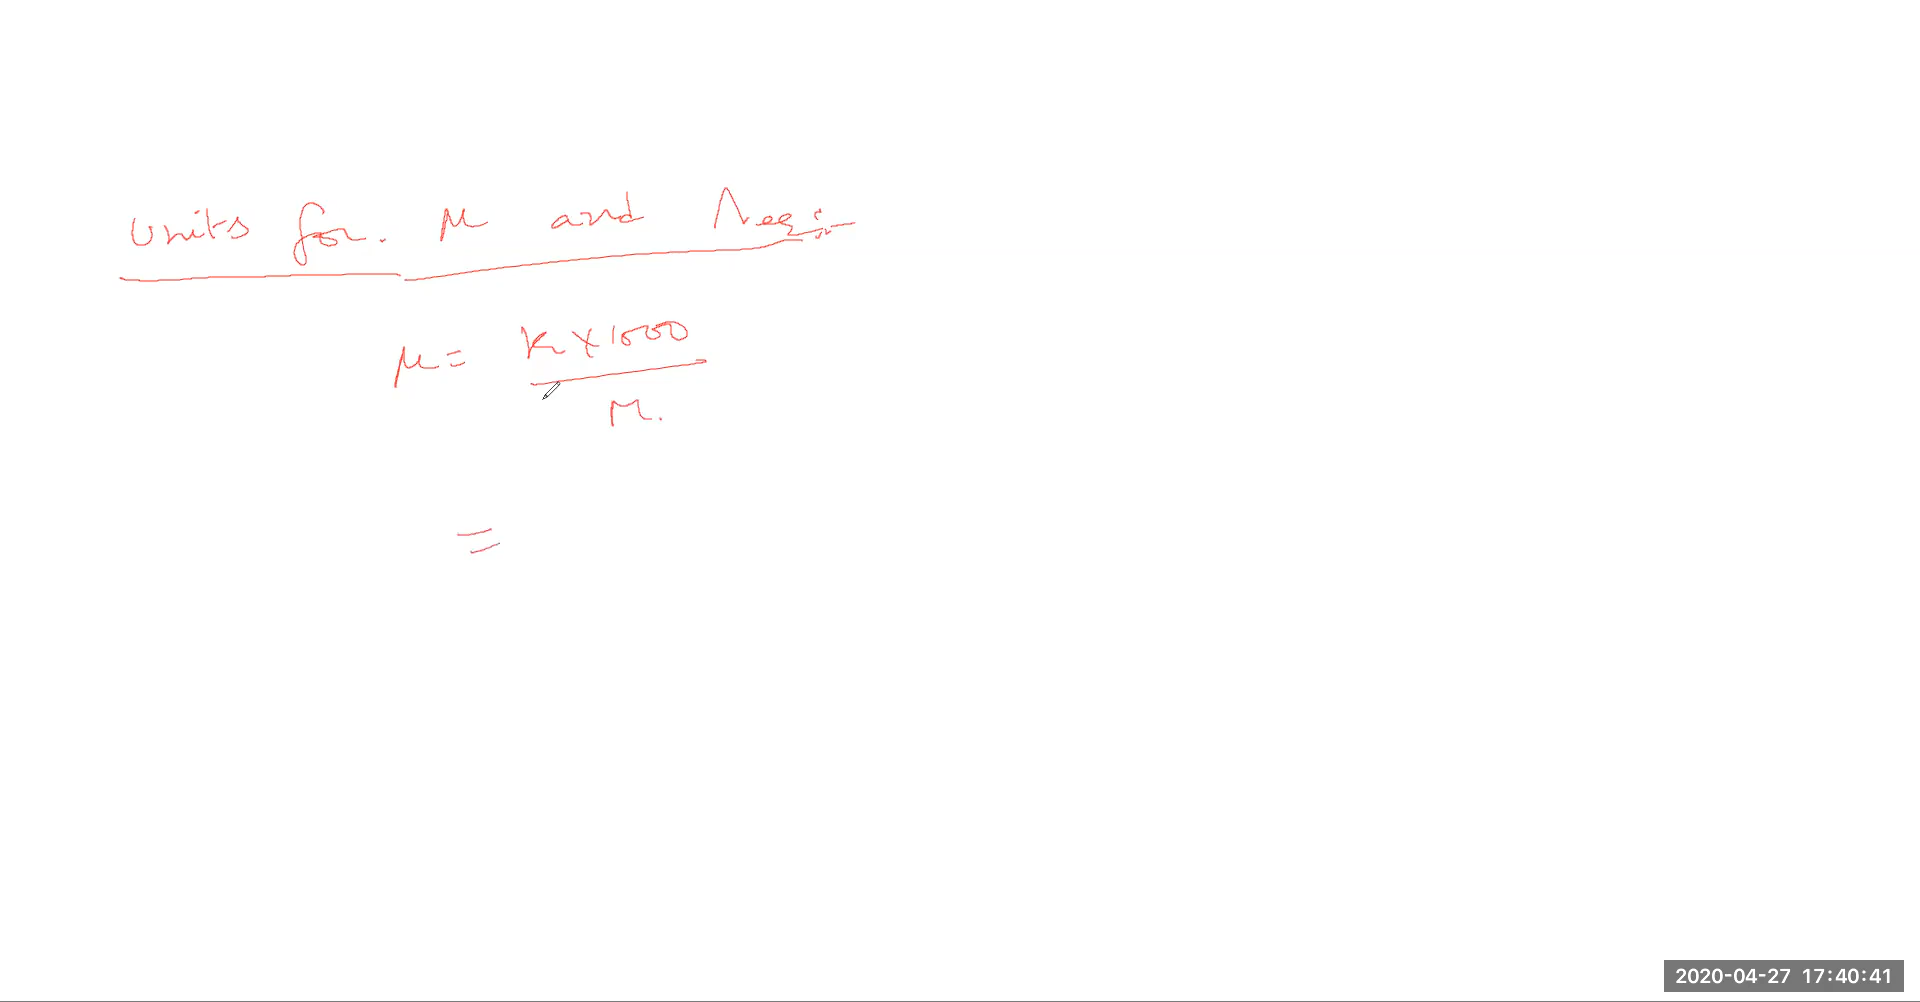 Units for. μ and Λeq:-
μ = K × 1000
M.
=
2020-04-27 17:40:41